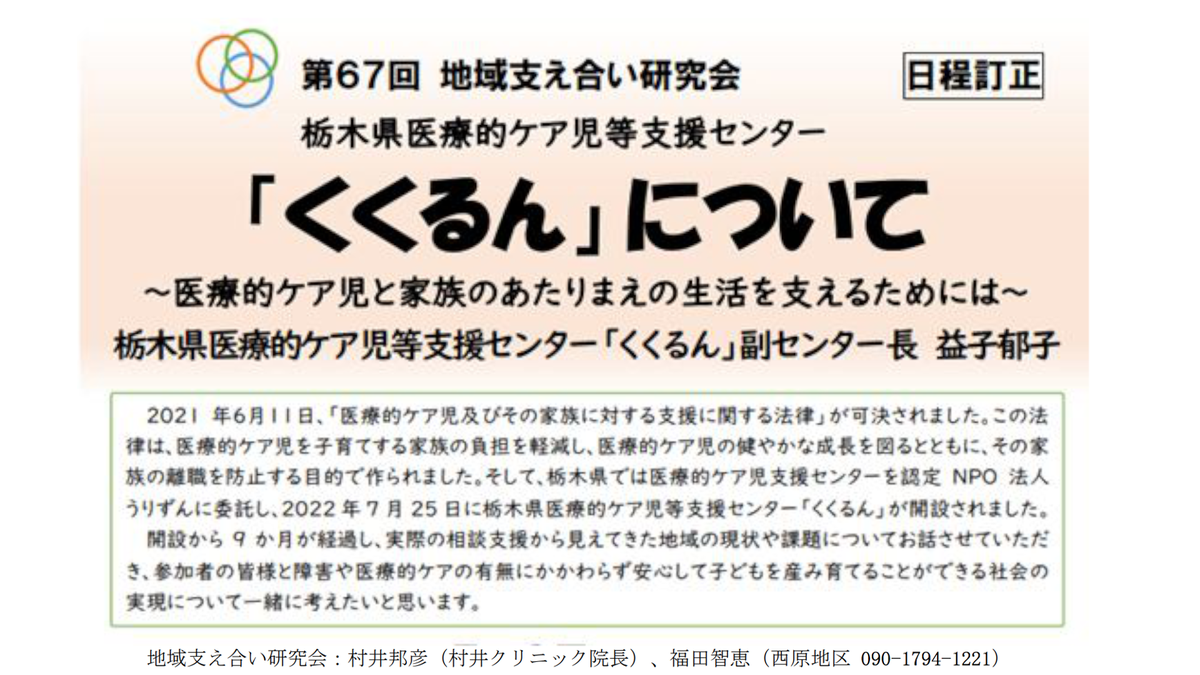 第67回 地域支え合い研究会
日程訂正
栃木県医療的ケア児等支援センター
「くくるん」について
～医療的ケア児と家族のあたりまえの生活を支えるためには～
栃木県医療的ケア児等支援センター「くくるん」副センター長 益子郁子
2021 年6月11日、「医療的ケア児及びその家族に対する支援に関する法律」が可決されました。この法
律は、医療的ケア児を子育てする家族の負担を軽減し、医療的ケア児の健やかな成長を図るとともに、その家
族の離職を防止する目的で作られました。そして、栃木県では医療的ケア児支援センターを認定 NPO 法人
うりずんに委託し、2022 年 7 月 25 日に栃木県医療的ケア児等支援センター「くくるん」が開設されました。
開設から 9 か月が経過し、実際の相談支援から見えてきた地域の現状や課題についてお話させていただ
き、参加者の皆様と障害や医療的ケアの有無にかかわらず安心して子どもを産み育てることができる社会の
実現について一緒に考えたいと思います。
地域支え合い研究会：村井邦彦（村井クリニック院長）、福田智恵（西原地区 090-1794-1221）